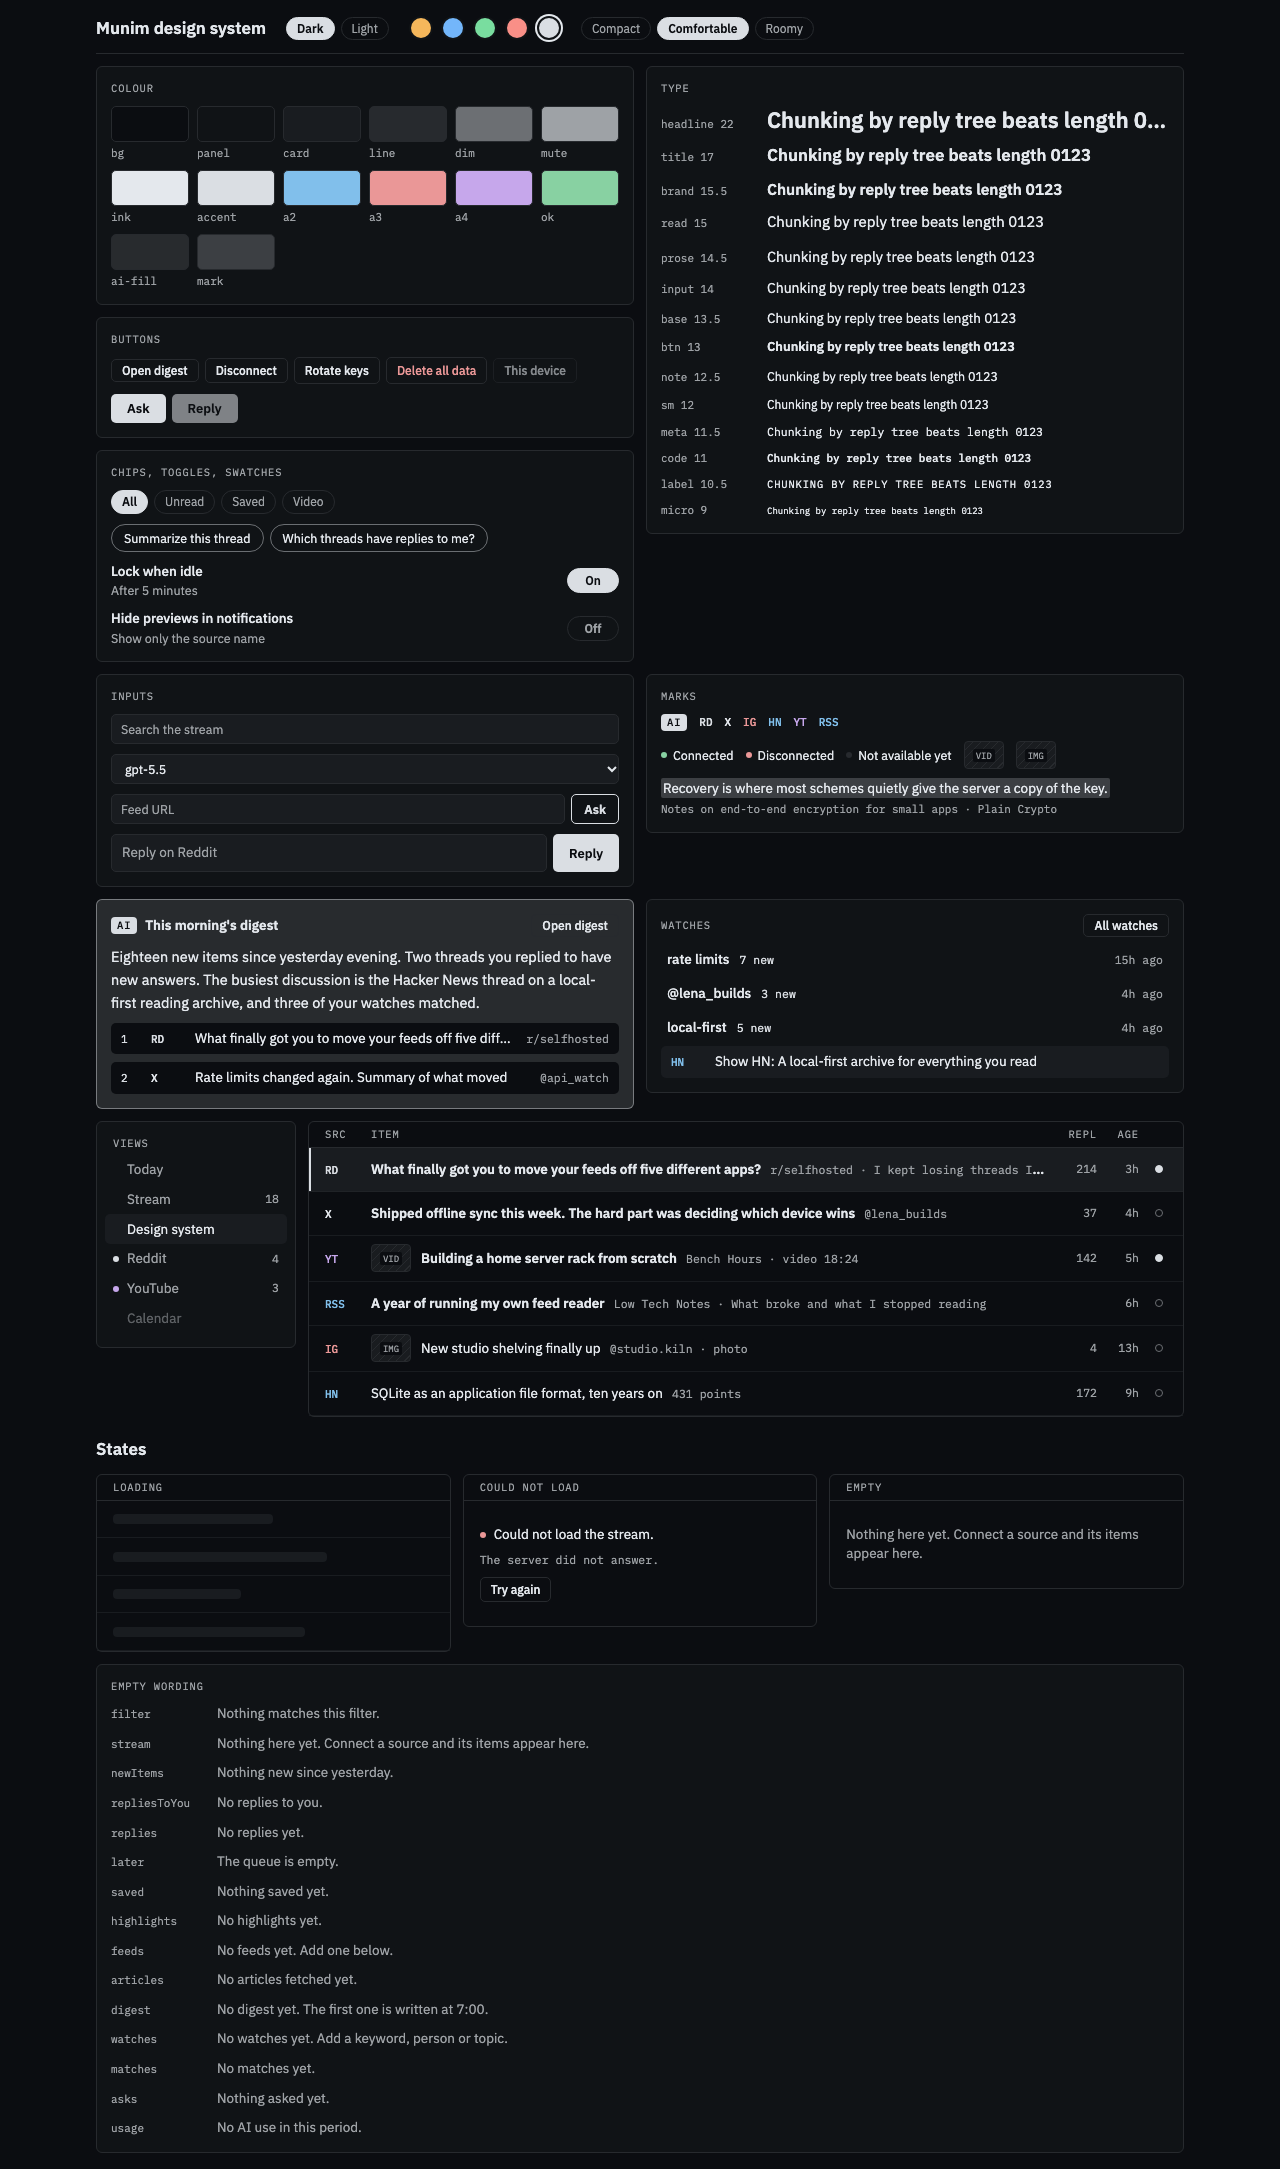 Munim design system Dark Light Compact Comfortable Roomy
COLOUR
bg panel card line dim mute
ink accent a2 a3 a4 ok
ai-fill mark
TYPE
headline 22 Chunking by reply tree beats length 0...
title 17 Chunking by reply tree beats length 0123
brand 15.5 Chunking by reply tree beats length 0123
read 15 Chunking by reply tree beats length 0123
prose 14.5 Chunking by reply tree beats length 0123
input 14 Chunking by reply tree beats length 0123
base 13.5 Chunking by reply tree beats length 0123
btn 13 Chunking by reply tree beats length 0123
note 12.5 Chunking by reply tree beats length 0123
sm 12 Chunking by reply tree beats length 0123
meta 11.5 Chunking by reply tree beats length 0123
code 11 Chunking by reply tree beats length 0123
label 10.5 CHUNKING BY REPLY TREE BEATS LENGTH 0123
micro 9 Chunking by reply tree beats length 0123
BUTTONS
Open digest Disconnect Rotate keys Delete all data This device
Ask Reply
CHIPS, TOGGLES, SWATCHES
All Unread Saved Video
Summarize this thread Which threads have replies to me?
Lock when idle
After 5 minutes
On
Hide previews in notifications
Show only the source name
Off
INPUTS
Search the stream
gpt-5.5
Feed URL Ask
Reply on Reddit Reply
MARKS
AI RD X IG HN YT RSS
Connected Disconnected Not available yet VID IMG
Recovery is where most schemes quietly give the server a copy of the key.
Notes on end-to-end encryption for small apps · Plain Crypto
AI This morning's digest Open digest
Eighteen new items since yesterday evening. Two threads you replied to have
new answers. The busiest discussion is the Hacker News thread on a local-
first reading archive, and three of your watches matched.
1 RD What finally got you to move your feeds off five diff... r/selfhosted
2 X Rate limits changed again. Summary of what moved @api_watch
WATCHES All watches
rate limits 7 new 15h ago
@lena_builds 3 new 4h ago
local-first 5 new 4h ago
HN Show HN: A local-first archive for everything you read
VIEWS
Today
Stream 18
Design system
Reddit 4
YouTube 3
Calendar
SRC ITEM REPL AGE
RD What finally got you to move your feeds off five different apps? r/selfhosted · I kept losing threads I... 214 3h
X Shipped offline sync this week. The hard part was deciding which device wins @lena_builds 37 4h
YT VID Building a home server rack from scratch Bench Hours · video 18:24 142 5h
RSS A year of running my own feed reader Low Tech Notes · What broke and what I stopped reading 6h
IG IMG New studio shelving finally up @studio.kiln · photo 4 13h
HN SQLite as an application file format, ten years on 431 points 172 9h
States
LOADING
COULD NOT LOAD
Could not load the stream.
The server did not answer.
Try again
EMPTY
Nothing here yet. Connect a source and its items
appear here.
EMPTY WORDING
filter Nothing matches this filter.
stream Nothing here yet. Connect a source and its items appear here.
newItems Nothing new since yesterday.
repliesToYou No replies to you.
replies No replies yet.
later The queue is empty.
saved Nothing saved yet.
highlights No highlights yet.
feeds No feeds yet. Add one below.
articles No articles fetched yet.
digest No digest yet. The first one is written at 7:00.
watches No watches yet. Add a keyword, person or topic.
matches No matches yet.
asks Nothing asked yet.
usage No AI use in this period.